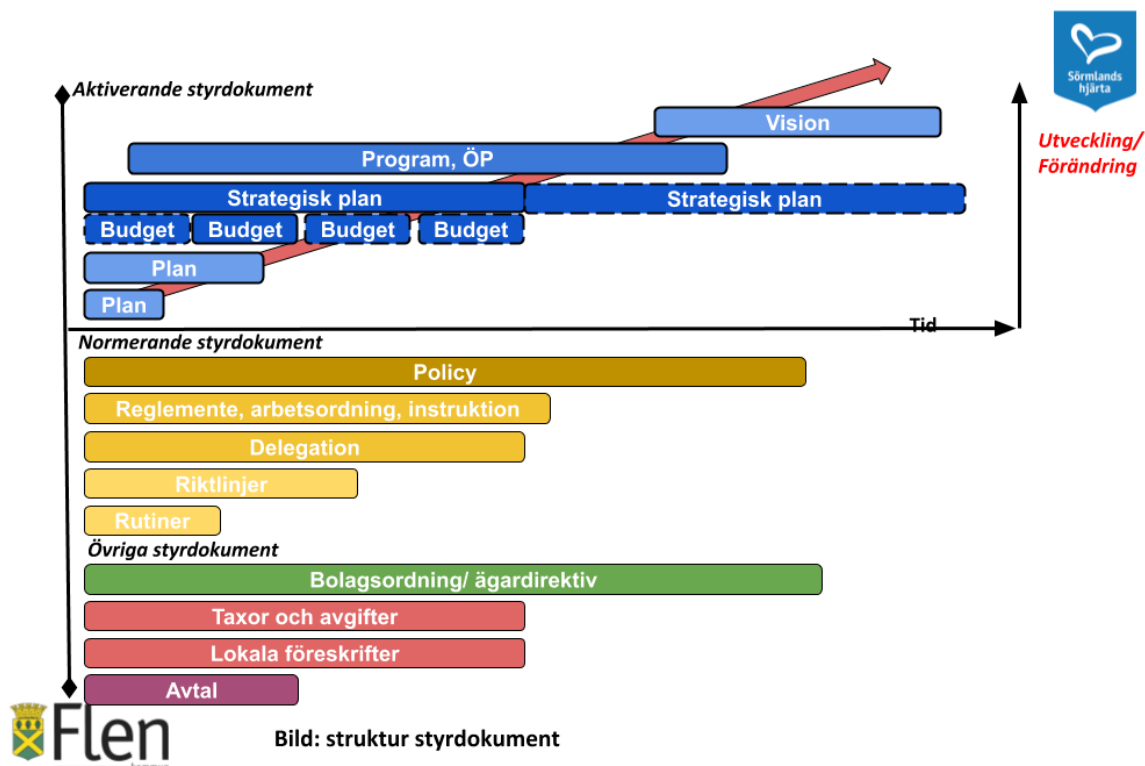 Aktiverande styrdokument
Sörmlands
hjärta
Vision
Utveckling/
Förändring
Program, ÖP
Strategisk plan
Strategisk plan
Budget
Budget
Budget
Budget
Plan
Plan
Tid
Normerande styrdokument
Policy
Reglemente, arbetsordning, instruktion
Delegation
Riktlinjer
Rutiner
Övriga styrdokument
Bolagsordning/ ägardirektiv
Taxor och avgifter
Lokala föreskrifter
Avtal
Flen
Bild: struktur styrdokument